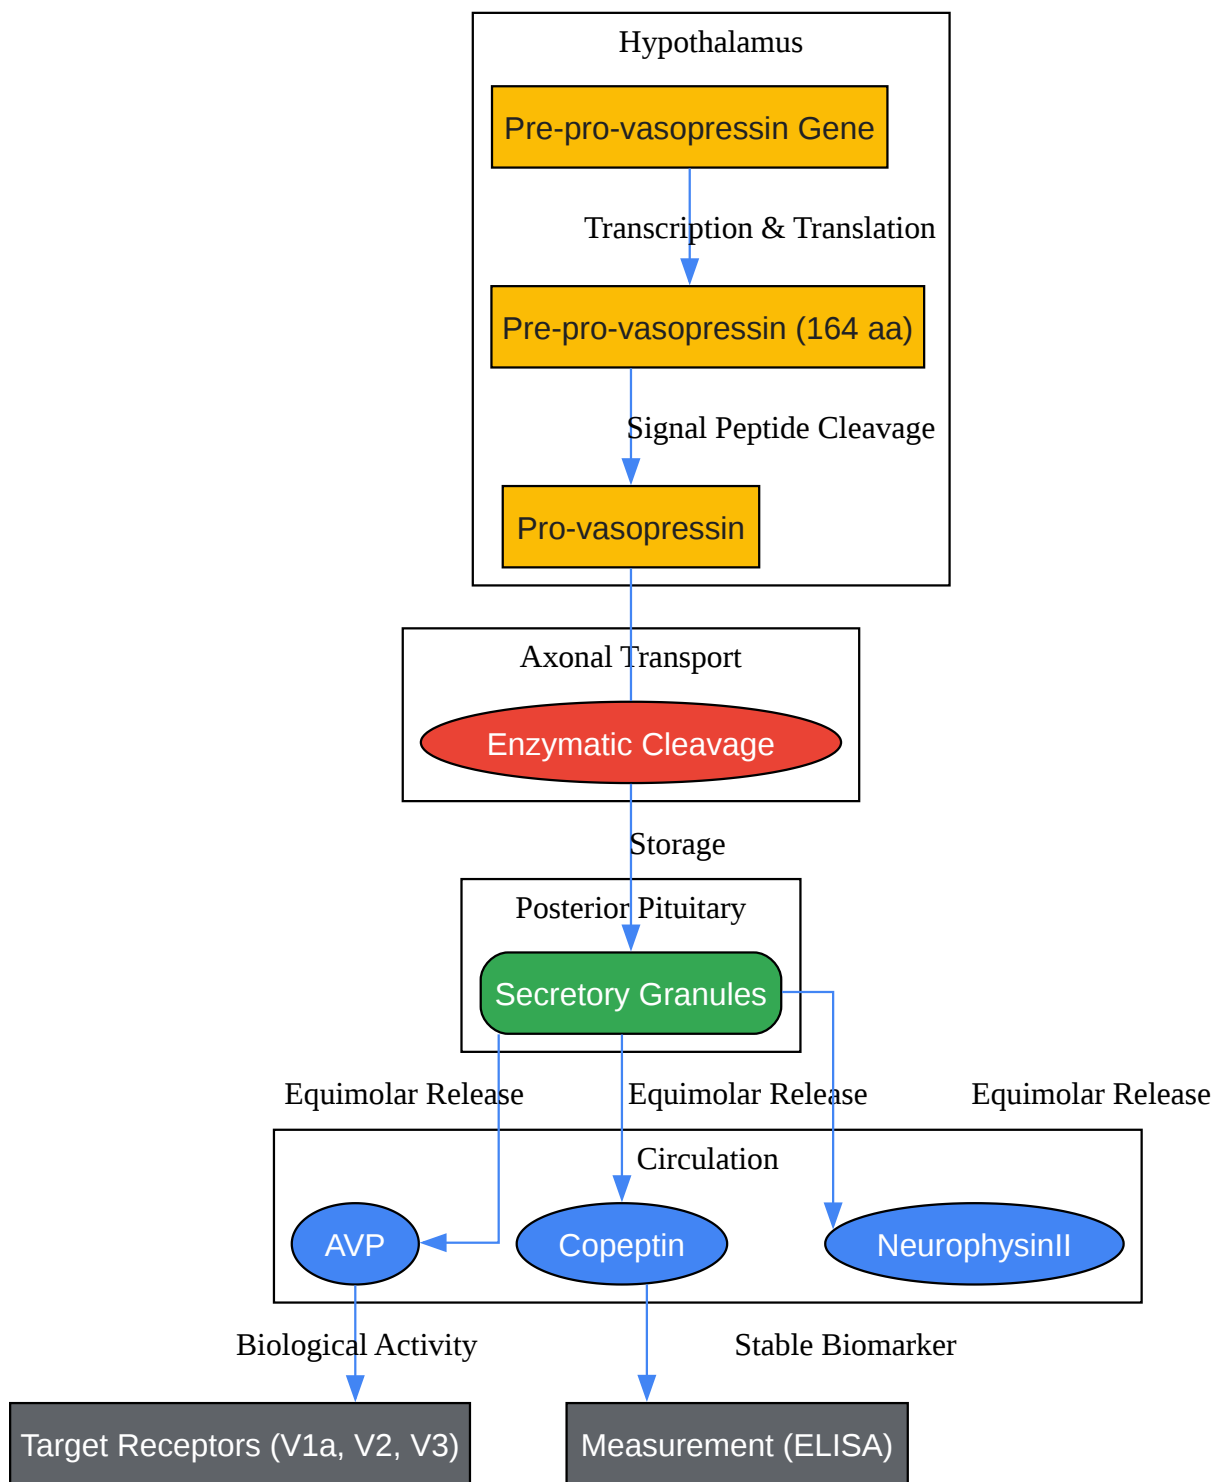 Hypothalamus
Pre-pro-vasopressin Gene
Transcription & Translation
Pre-pro-vasopressin (164 aa)
Signal Peptide Cleavage
Pro-vasopressin
Axonal Transport
Enzymatic Cleavage
Storage
Posterior Pituitary
Secretory Granules
Equimolar Release
Equimolar Release
Equimolar Release
Circulation
AVP
Copeptin
NeurophysinII
Biological Activity
Stable Biomarker
Target Receptors (V1a, V2, V3)
Measurement (ELISA)